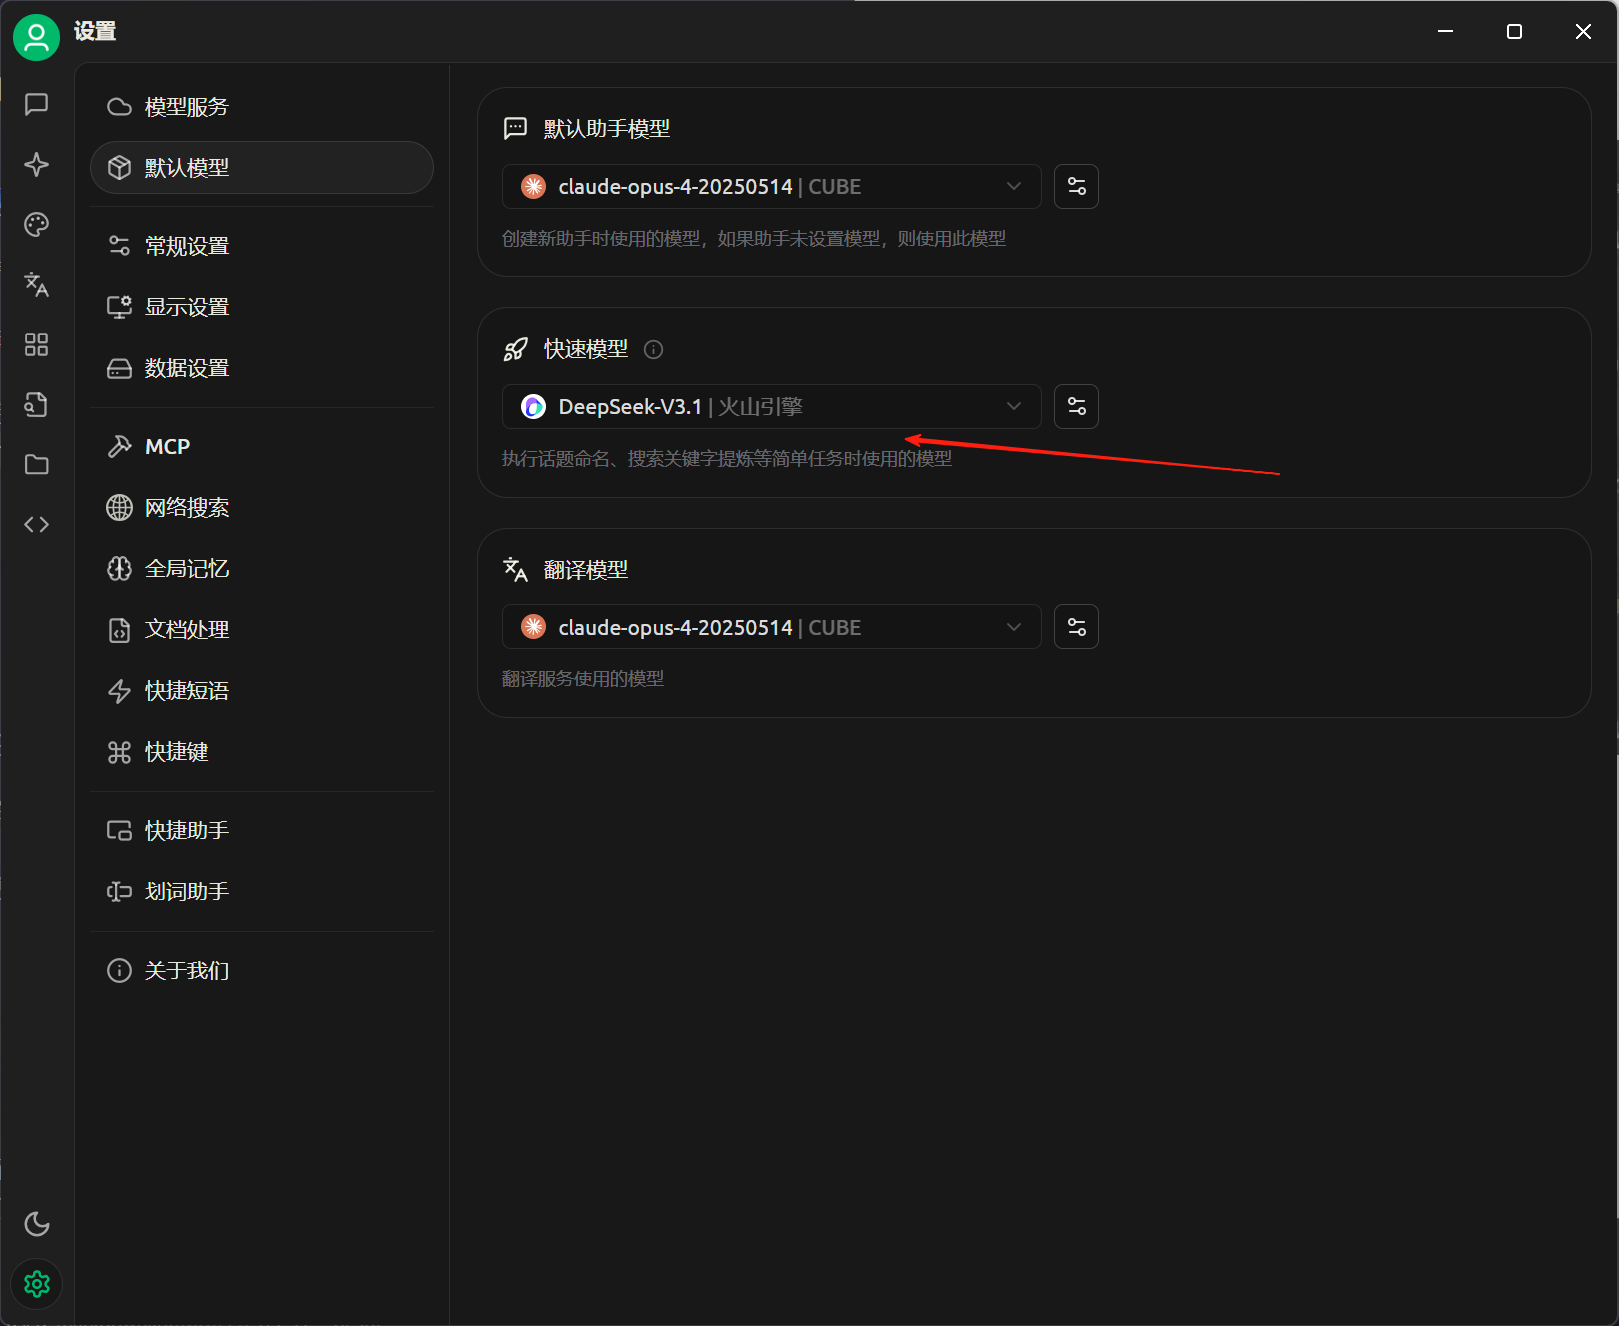 设置
模型服务
默认模型
常规设置
显示设置
数据设置
MCP
网络搜索
全局记忆
文档处理
快捷短语
快捷键
快捷助手
划词助手
关于我们
默认助手模型
claude-opus-4-20250514 | CUBE
创建新助手时使用的模型，如果助手未设置模型，则使用此模型
快速模型
DeepSeek-V3.1 | 火山引擎
执行话题命名、搜索关键字提炼等简单任务时使用的模型
翻译模型
claude-opus-4-20250514 | CUBE
翻译服务使用的模型